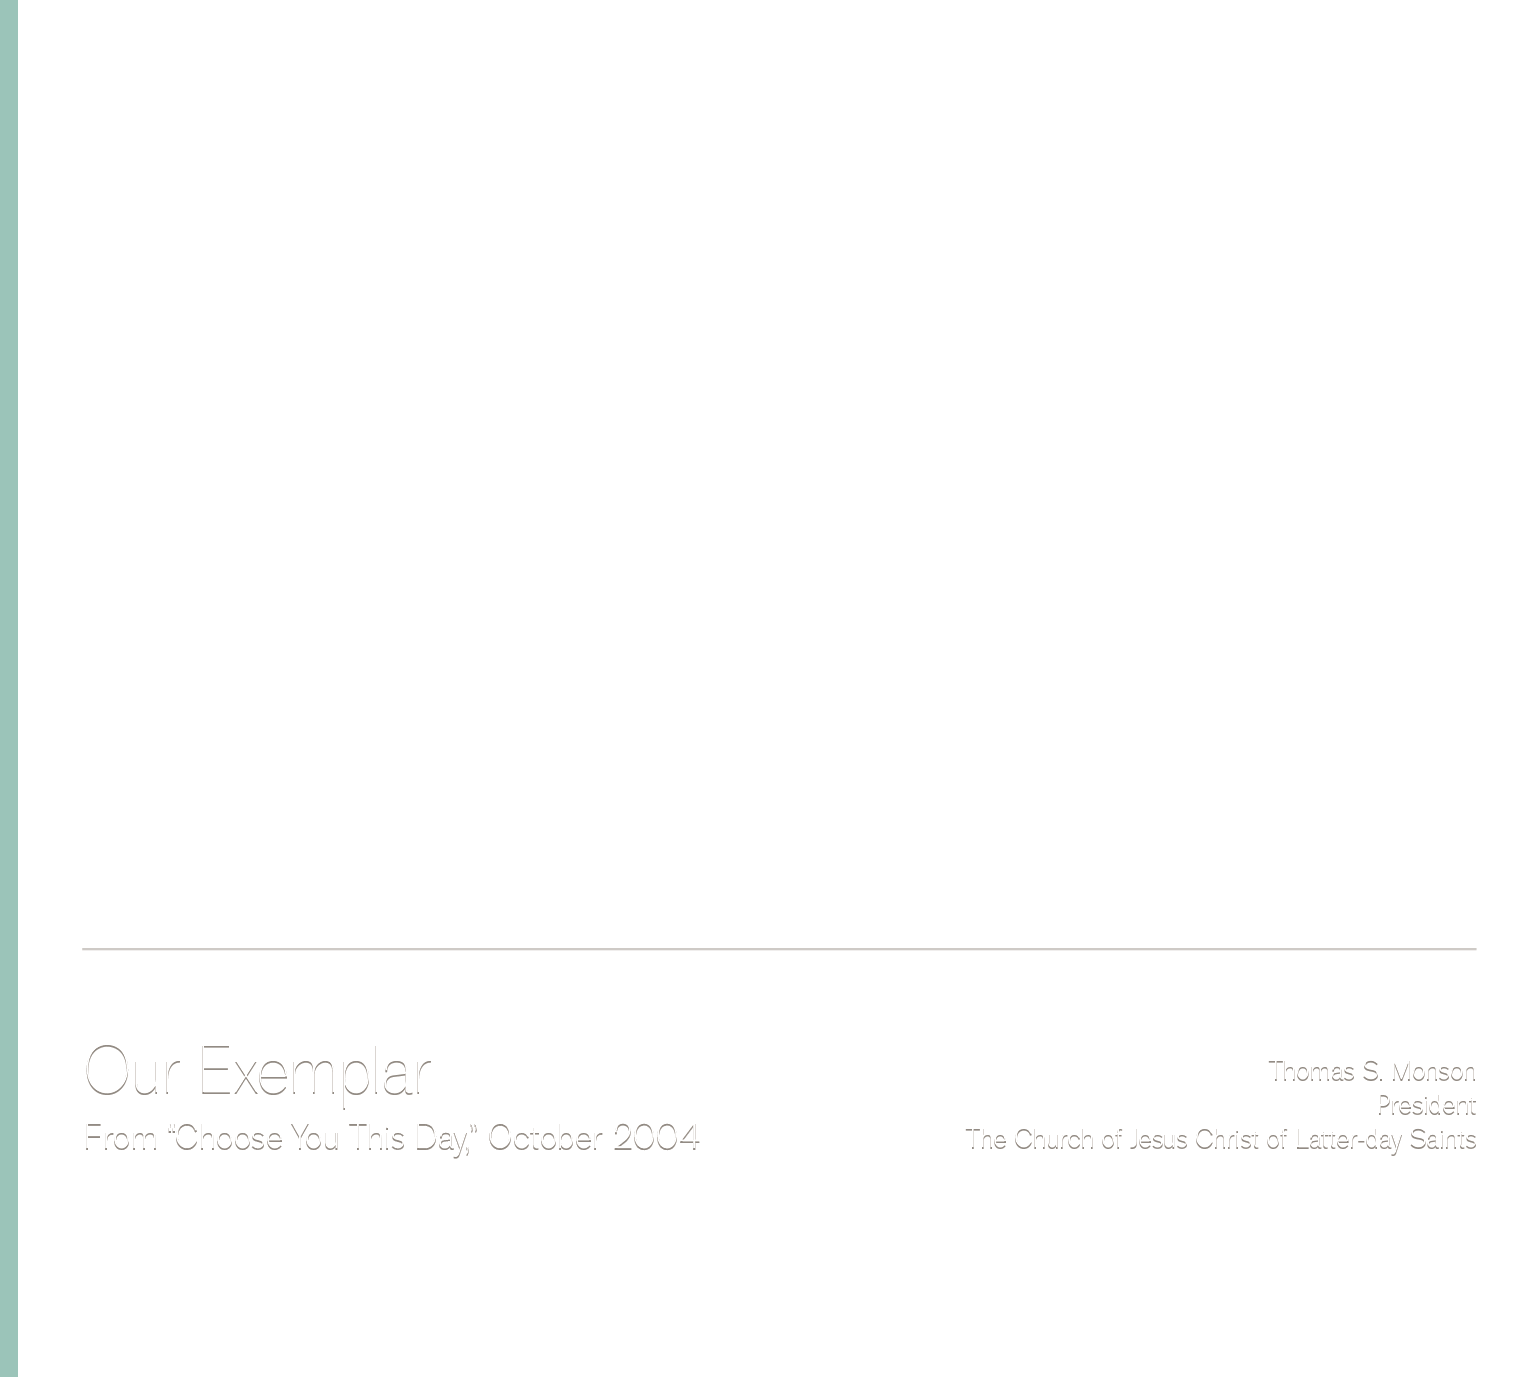 Our Exemplar
From “Choose You This Day,” October 2004
Thomas S. Monson
President
The Church of Jesus Christ of Latter-day Saints